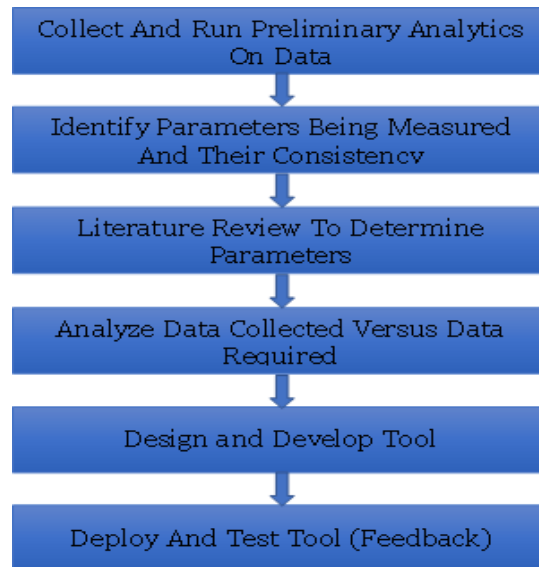 Collect And Run Preliminary Analytics
On Data
Identify Parameters Being Measured
And Their Consistency
Literature Review To Determine
Parameters
Analyze Data Collected Versus Data
Required
Design and Develop Tool
Deploy And Test Tool (Feedback)